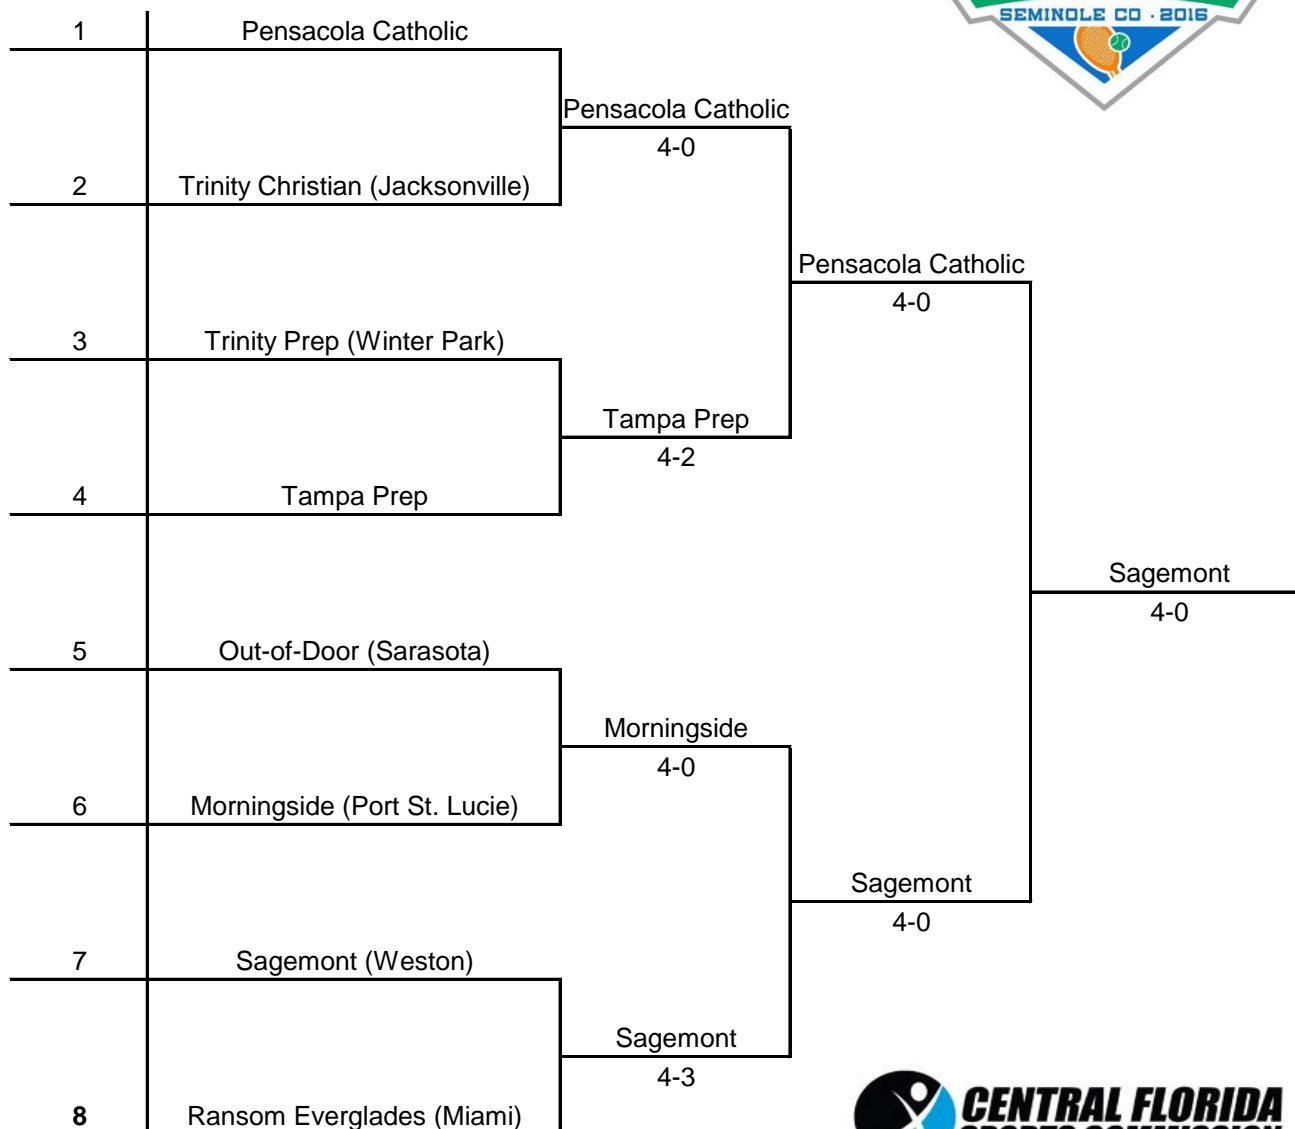 SEMINOLE CO · 2016
1 Pensacola Catholic
Pensacola Catholic
4-0
2 Trinity Christian (Jacksonville)
Pensacola Catholic
4-0
3 Trinity Prep (Winter Park)
Tampa Prep
4-2
4 Tampa Prep
Sagemont
4-0
5 Out-of-Door (Sarasota)
Morningside
4-0
6 Morningside (Port St. Lucie)
Sagemont
4-0
7 Sagemont (Weston)
Sagemont
4-3
8 Ransom Everglades (Miami)
CENTRAL FLORIDA
SPORTS COMMISSION